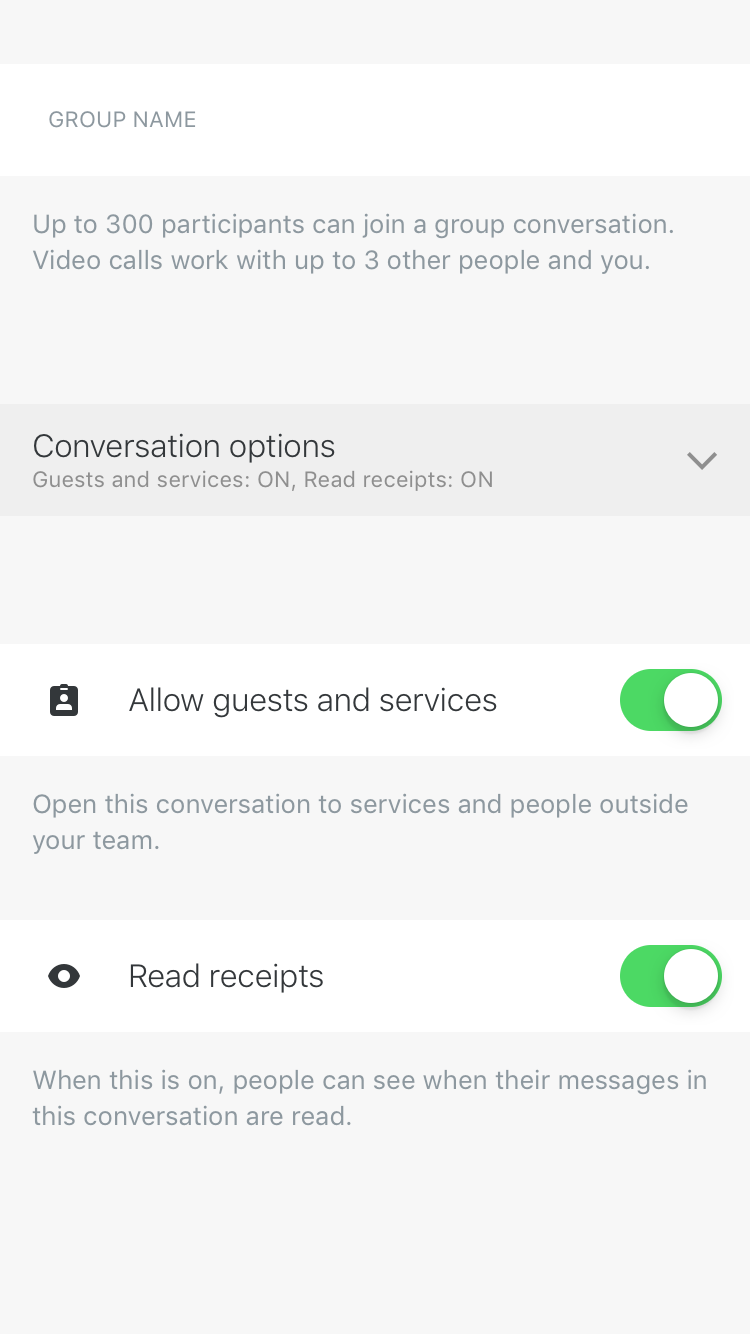 GROUP NAME
Up to 300 participants can join a group conversation.
Video calls work with up to 3 other people and you.
Conversation options
Guests and services: ON, Read receipts: ON
Allow guests and services
Open this conversation to services and people outside
your team.
Read receipts
When this is on, people can see when their messages in
this conversation are read.